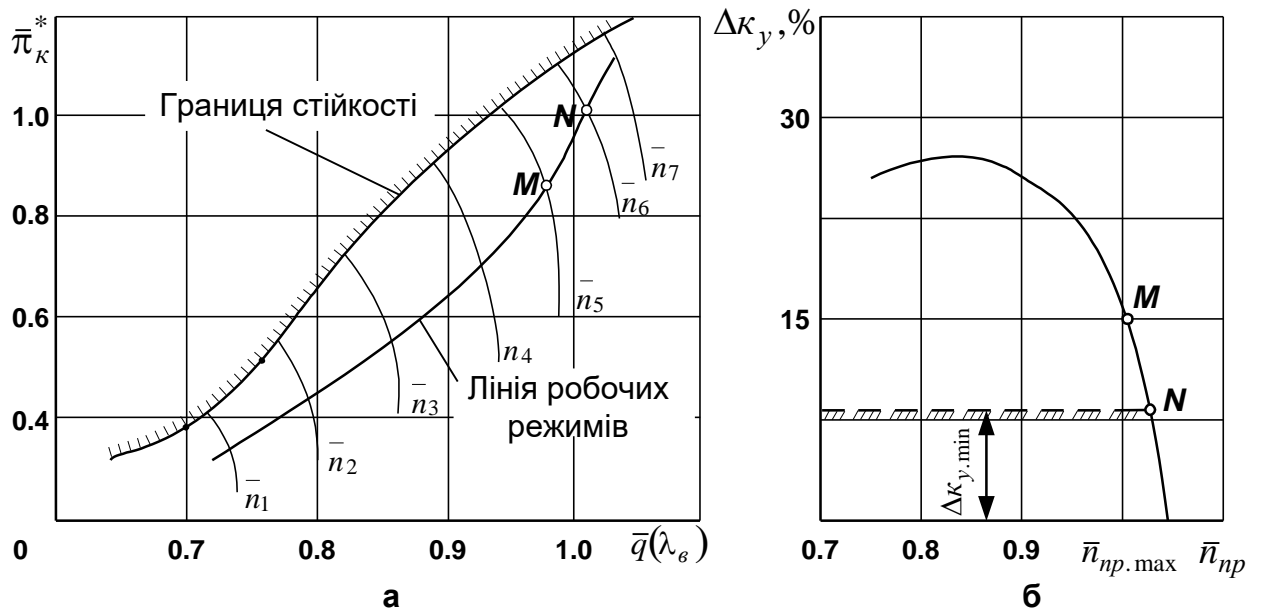 π̄*к
Границя стійкості
1.0
0.8
0.6
0.4
0
0.7
0.8
0.9
1.0
q̄(λв)
N
M
n̄1
n̄2
n̄3
n4
n̄5
n̄6
n̄7
Лінія робочих
режимів
а
Δкy,%
30
15
M
N
Δкy.min
0.7
0.8
0.9
n̄пр.max
n̄пр
б